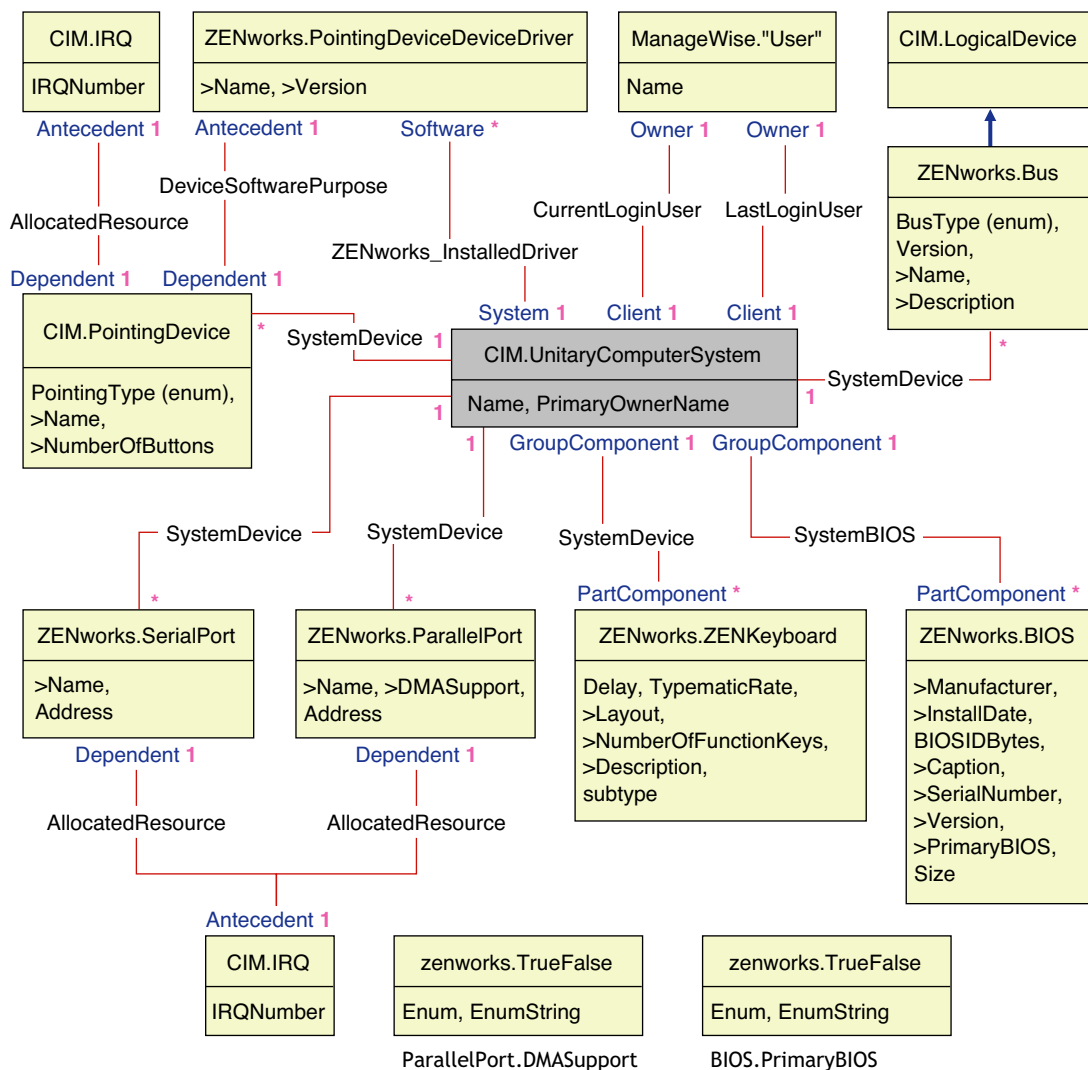 CIM.IRQ
IRQNumber
ZENworks.PointingDeviceDeviceDriver
>Name, >Version
ManageWise."User"
Name
CIM.LogicalDevice
Antecedent 1
Antecedent 1
Software *
Owner 1
Owner 1
DeviceSoftwarePurpose
AllocatedResource
CurrentLoginUser
LastLoginUser
ZENworks_InstalledDriver
ZENworks.Bus
BusType (enum),
Version,
>Name,
>Description
*
Dependent 1
Dependent 1
System 1
Client 1
Client 1
CIM.PointingDevice
PointingType (enum),
>Name,
>NumberOfButtons
*
SystemDevice
1
CIM.UnitaryComputerSystem
Name, PrimaryOwnerName
SystemDevice
1
1
1
GroupComponent 1
GroupComponent 1
SystemDevice
SystemDevice
SystemDevice
SystemBIOS
*
*
PartComponent *
PartComponent *
ZENworks.SerialPort
>Name,
Address
ZENworks.ParallelPort
>Name, >DMASupport,
Address
ZENworks.ZENKeyboard
Delay, TypematicRate,
>Layout,
>NumberOfFunctionKeys,
>Description,
subtype
ZENworks.BIOS
>Manufacturer,
>InstallDate,
BIOSIDBytes,
>Caption,
>SerialNumber,
>Version,
>PrimaryBIOS,
Size
Dependent 1
Dependent 1
AllocatedResource
AllocatedResource
Antecedent 1
CIM.IRQ
IRQNumber
zenworks.TrueFalse
Enum, EnumString
ParallelPort.DMASupport
zenworks.TrueFalse
Enum, EnumString
BIOS.PrimaryBIOS